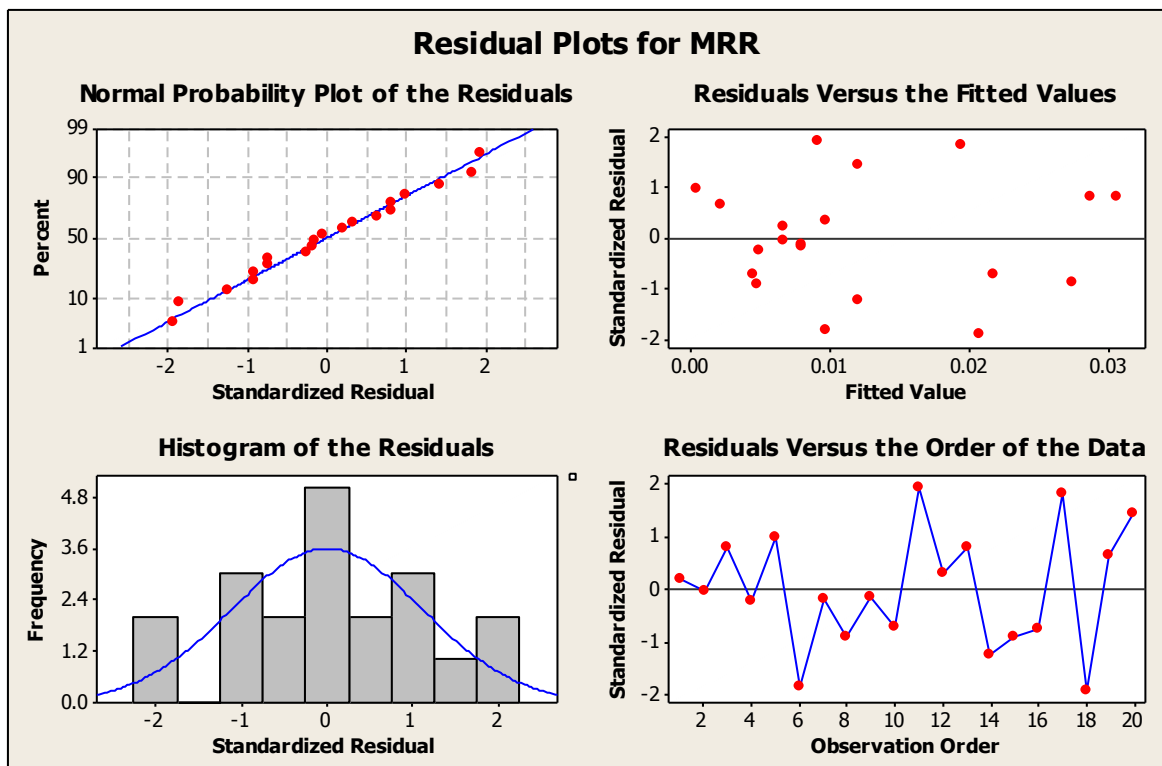 Residual Plots for MRR
Normal Probability Plot of the Residuals
99
90
50
10
1
Percent
-2 -1 0 1 2
Standardized Residual
Residuals Versus the Fitted Values
2
1
0
-1
-2
Standardized Residual
0.00 0.01 0.02 0.03
Fitted Value
Histogram of the Residuals
4.8
3.6
2.4
1.2
0.0
Frequency
-2 -1 0 1 2
Standardized Residual
Residuals Versus the Order of the Data
2
1
0
-1
-2
Standardized Residual
2 4 6 8 10 12 14 16 18 20
Observation Order